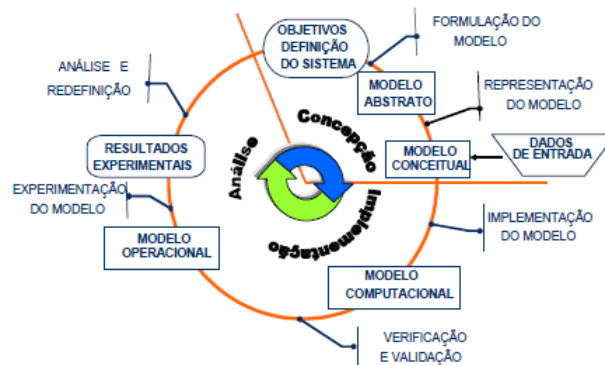 OBJETIVOS
DEFINIÇÃO
DO SISTEMA
FORMULAÇÃO DO
MODELO
MODELO
ABSTRATO
REPRESENTAÇÃO
DO MODELO
MODELO
CONCEITUAL
DADOS
DE ENTRADA
IMPLEMENTAÇÃO
DO MODELO
MODELO
COMPUTACIONAL
VERIFICAÇÃO
E VALIDAÇÃO
MODELO
OPERACIONAL
EXPERIMENTAÇÃO
DO MODELO
RESULTADOS
EXPERIMENTAIS
ANÁLISE E
REDEFINIÇÃO
Concepção
Implementação
Análise